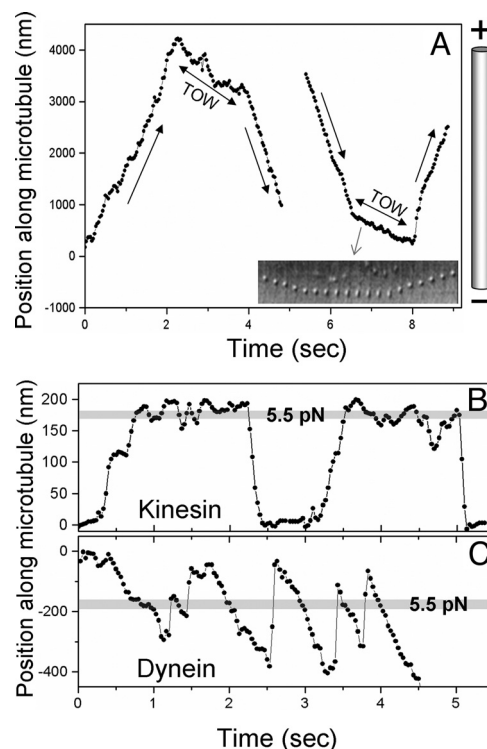 A
+
4000
3000
2000
1000
0
-1000
Position along microtubule (nm)
TOW
TOW
−
0 2 4 6 8
Time (sec)
B
200
150
100
50
0
5.5 pN
Kinesin
Position along microtubule (nm)
C
0
-200
-400
5.5 pN
Dynein
0 1 2 3 4 5
Time (sec)